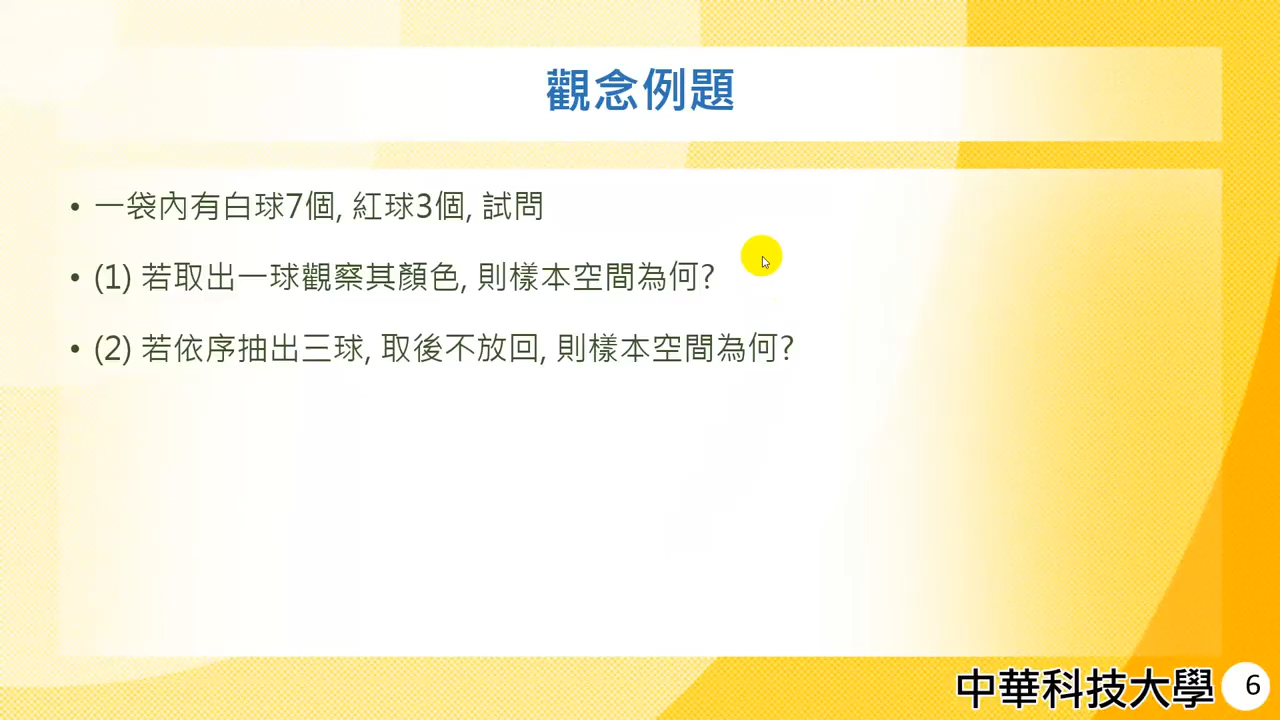 觀念例題
• 一袋內有白球7個, 紅球3個, 試問
• (1) 若取出一球觀察其顏色, 則樣本空間為何?
• (2) 若依序抽出三球, 取後不放回, 則樣本空間為何?
中華科技大學 6